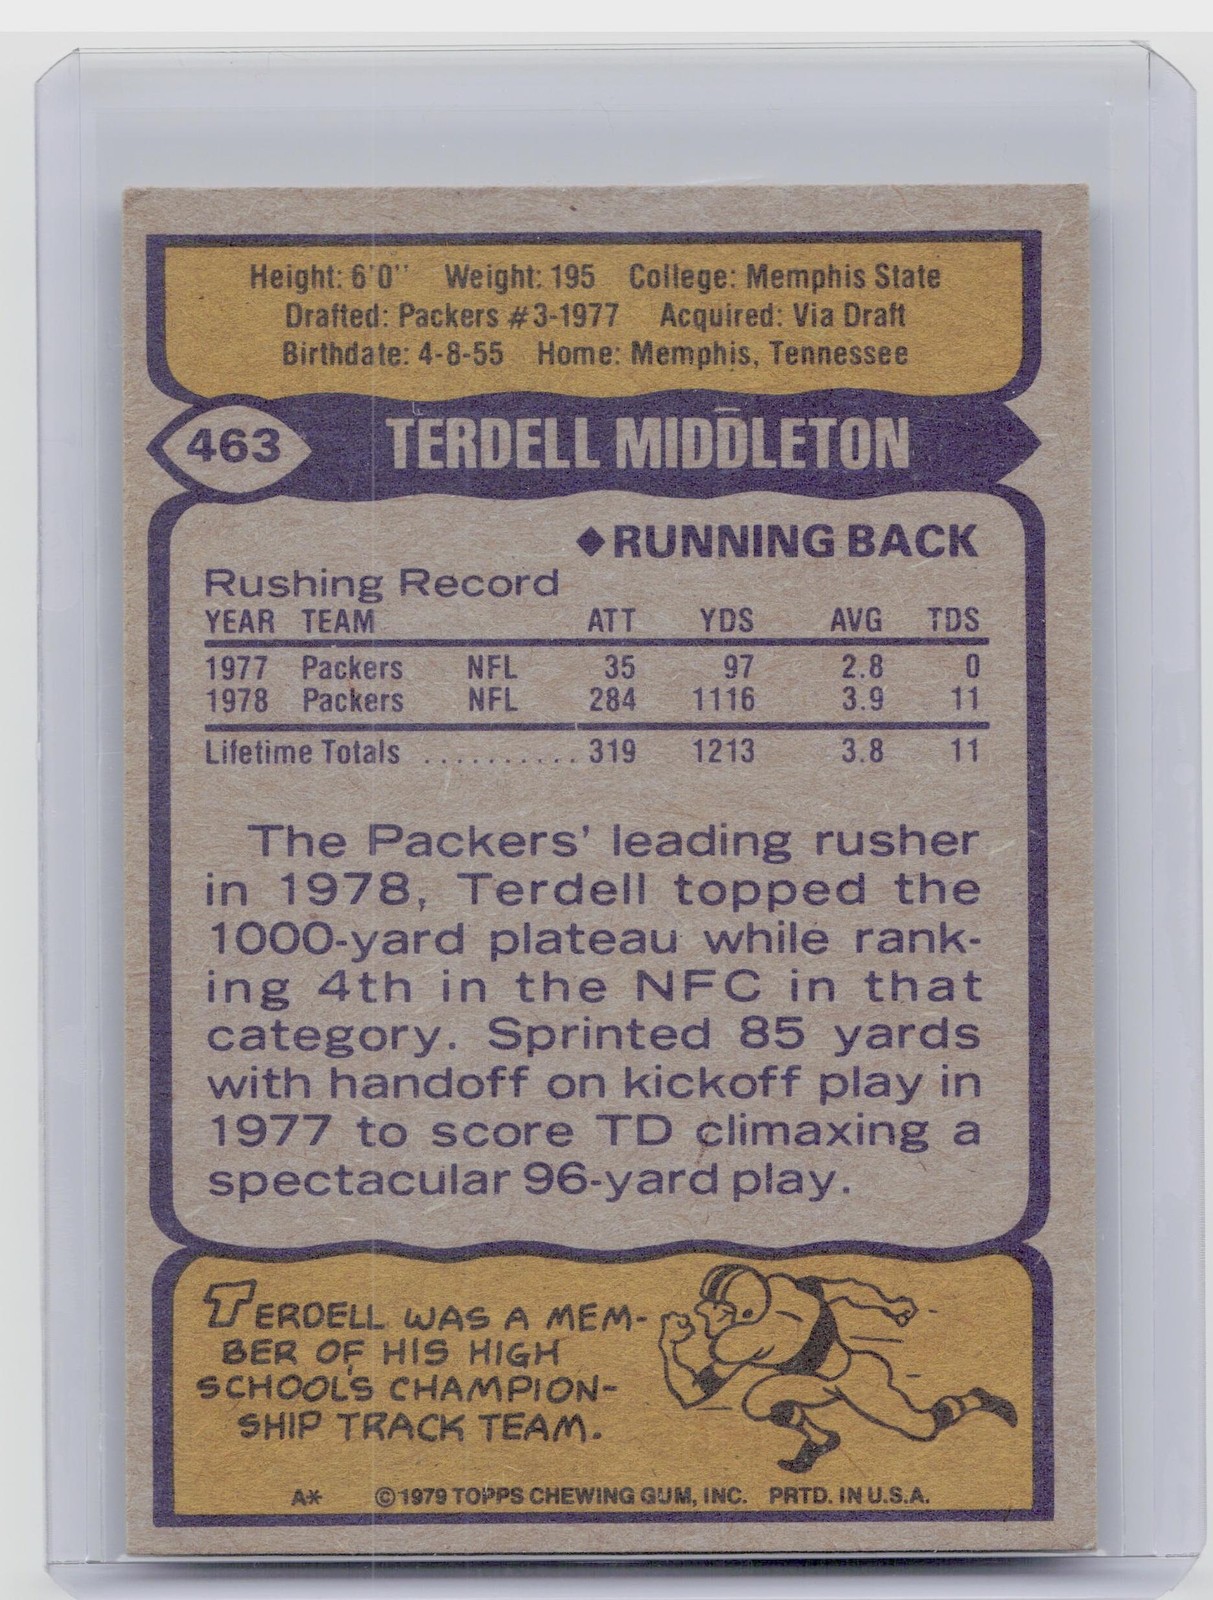 Height: 6'0" Weight: 195 College: Memphis State
Drafted: Packers #3-1977 Acquired: Via Draft
Birthdate: 4-8-55 Home: Memphis, Tennessee
463 TERDELL MIDDLETON
◆RUNNING BACK
Rushing Record
YEAR TEAM ATT YDS AVG TDS
1977 Packers NFL 35 97 2.8 0
1978 Packers NFL 284 1116 3.9 11
Lifetime Totals .......... 319 1213 3.8 11
The Packers' leading rusher
in 1978, Terdell topped the
1000-yard plateau while rank-
ing 4th in the NFC in that
category. Sprinted 85 yards
with handoff on kickoff play in
1977 to score TD climaxing a
spectacular 96-yard play.
TERDELL WAS A MEM-
BER OF HIS HIGH
SCHOOL'S CHAMPION-
SHIP TRACK TEAM.
A* ©1979 TOPPS CHEWING GUM, INC. PRTD. IN U.S.A.